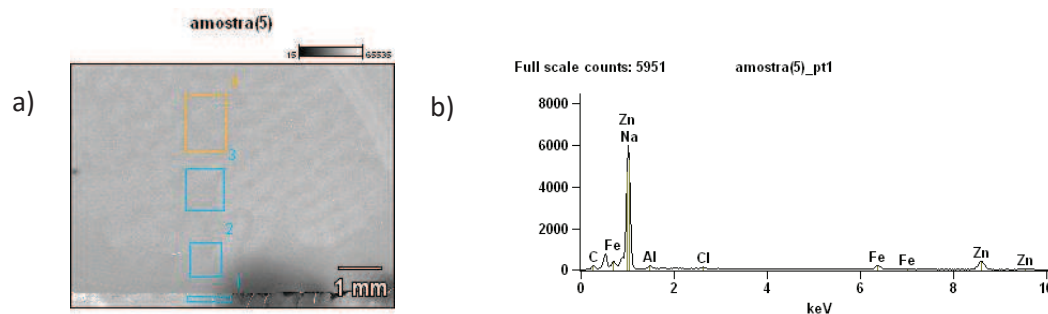 amostra(5)
15 65535
a)
4
3
2
1
1 mm
b)
Full scale counts: 5951 amostra(5)_pt1
8000
6000
4000
2000
0
Zn
Na
C
Fe
Al
Cl
Fe
Fe
Zn
Zn
0 2 4 6 8 10
keV